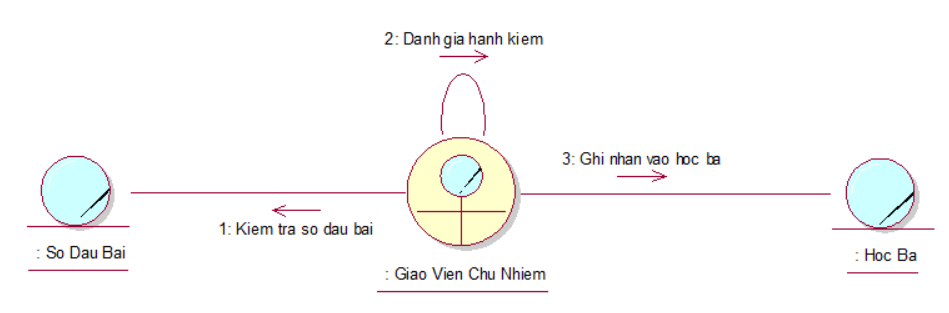 2: Danh gia hanh kiem
3: Ghi nhan vao hoc ba
1: Kiem tra so dau bai
: So Dau Bai
: Giao Vien Chu Nhiem
: Hoc Ba